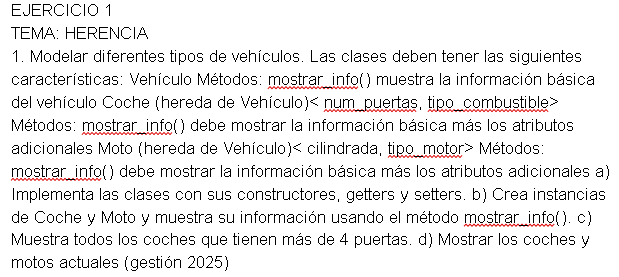 EJERCICIO 1
TEMA: HERENCIA
1. Modelar diferentes tipos de vehículos. Las clases deben tener las siguientes
características: Vehículo Métodos: mostrar_info() muestra la información básica
del vehículo Coche (hereda de Vehículo)< num_puertas, tipo_combustible>
Métodos: mostrar_info() debe mostrar la información básica más los atributos
adicionales Moto (hereda de Vehículo)< cilindrada, tipo_motor> Métodos:
mostrar_info() debe mostrar la información básica más los atributos adicionales a)
Implementa las clases con sus constructores, getters y setters. b) Crea instancias
de Coche y Moto y muestra su información usando el método mostrar_info(). c)
Muestra todos los coches que tienen más de 4 puertas. d) Mostrar los coches y
motos actuales (gestión 2025)